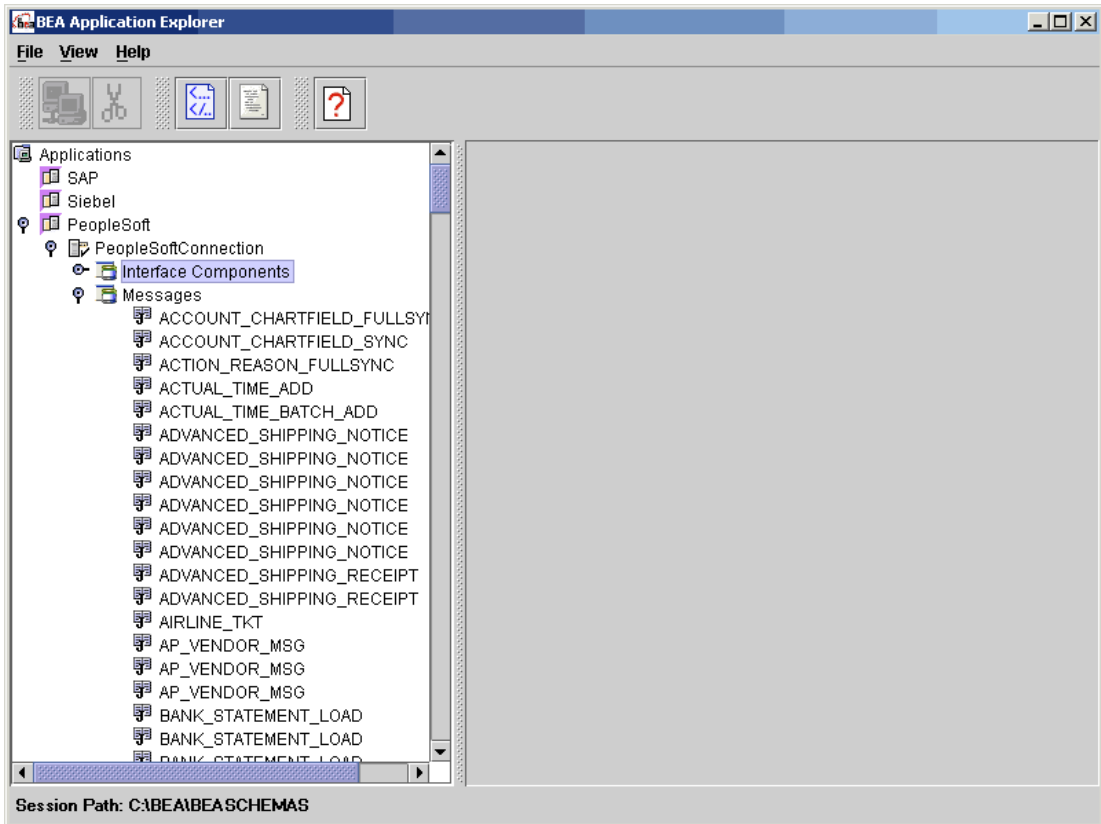 BEA Application Explorer
File View Help
Applications
SAP
Siebel
PeopleSoft
PeopleSoftConnection
Interface Components
Messages
ACCOUNT_CHARTFIELD_FULLSYN
ACCOUNT_CHARTFIELD_SYNC
ACTION_REASON_FULLSYNC
ACTUAL_TIME_ADD
ACTUAL_TIME_BATCH_ADD
ADVANCED_SHIPPING_NOTICE
ADVANCED_SHIPPING_NOTICE
ADVANCED_SHIPPING_NOTICE
ADVANCED_SHIPPING_NOTICE
ADVANCED_SHIPPING_NOTICE
ADVANCED_SHIPPING_NOTICE
ADVANCED_SHIPPING_RECEIPT
ADVANCED_SHIPPING_RECEIPT
AIRLINE_TKT
AP_VENDOR_MSG
AP_VENDOR_MSG
AP_VENDOR_MSG
BANK_STATEMENT_LOAD
BANK_STATEMENT_LOAD
BANK_STATEMENT_LOAD
Session Path: C:\BEA\BEASCHEMAS